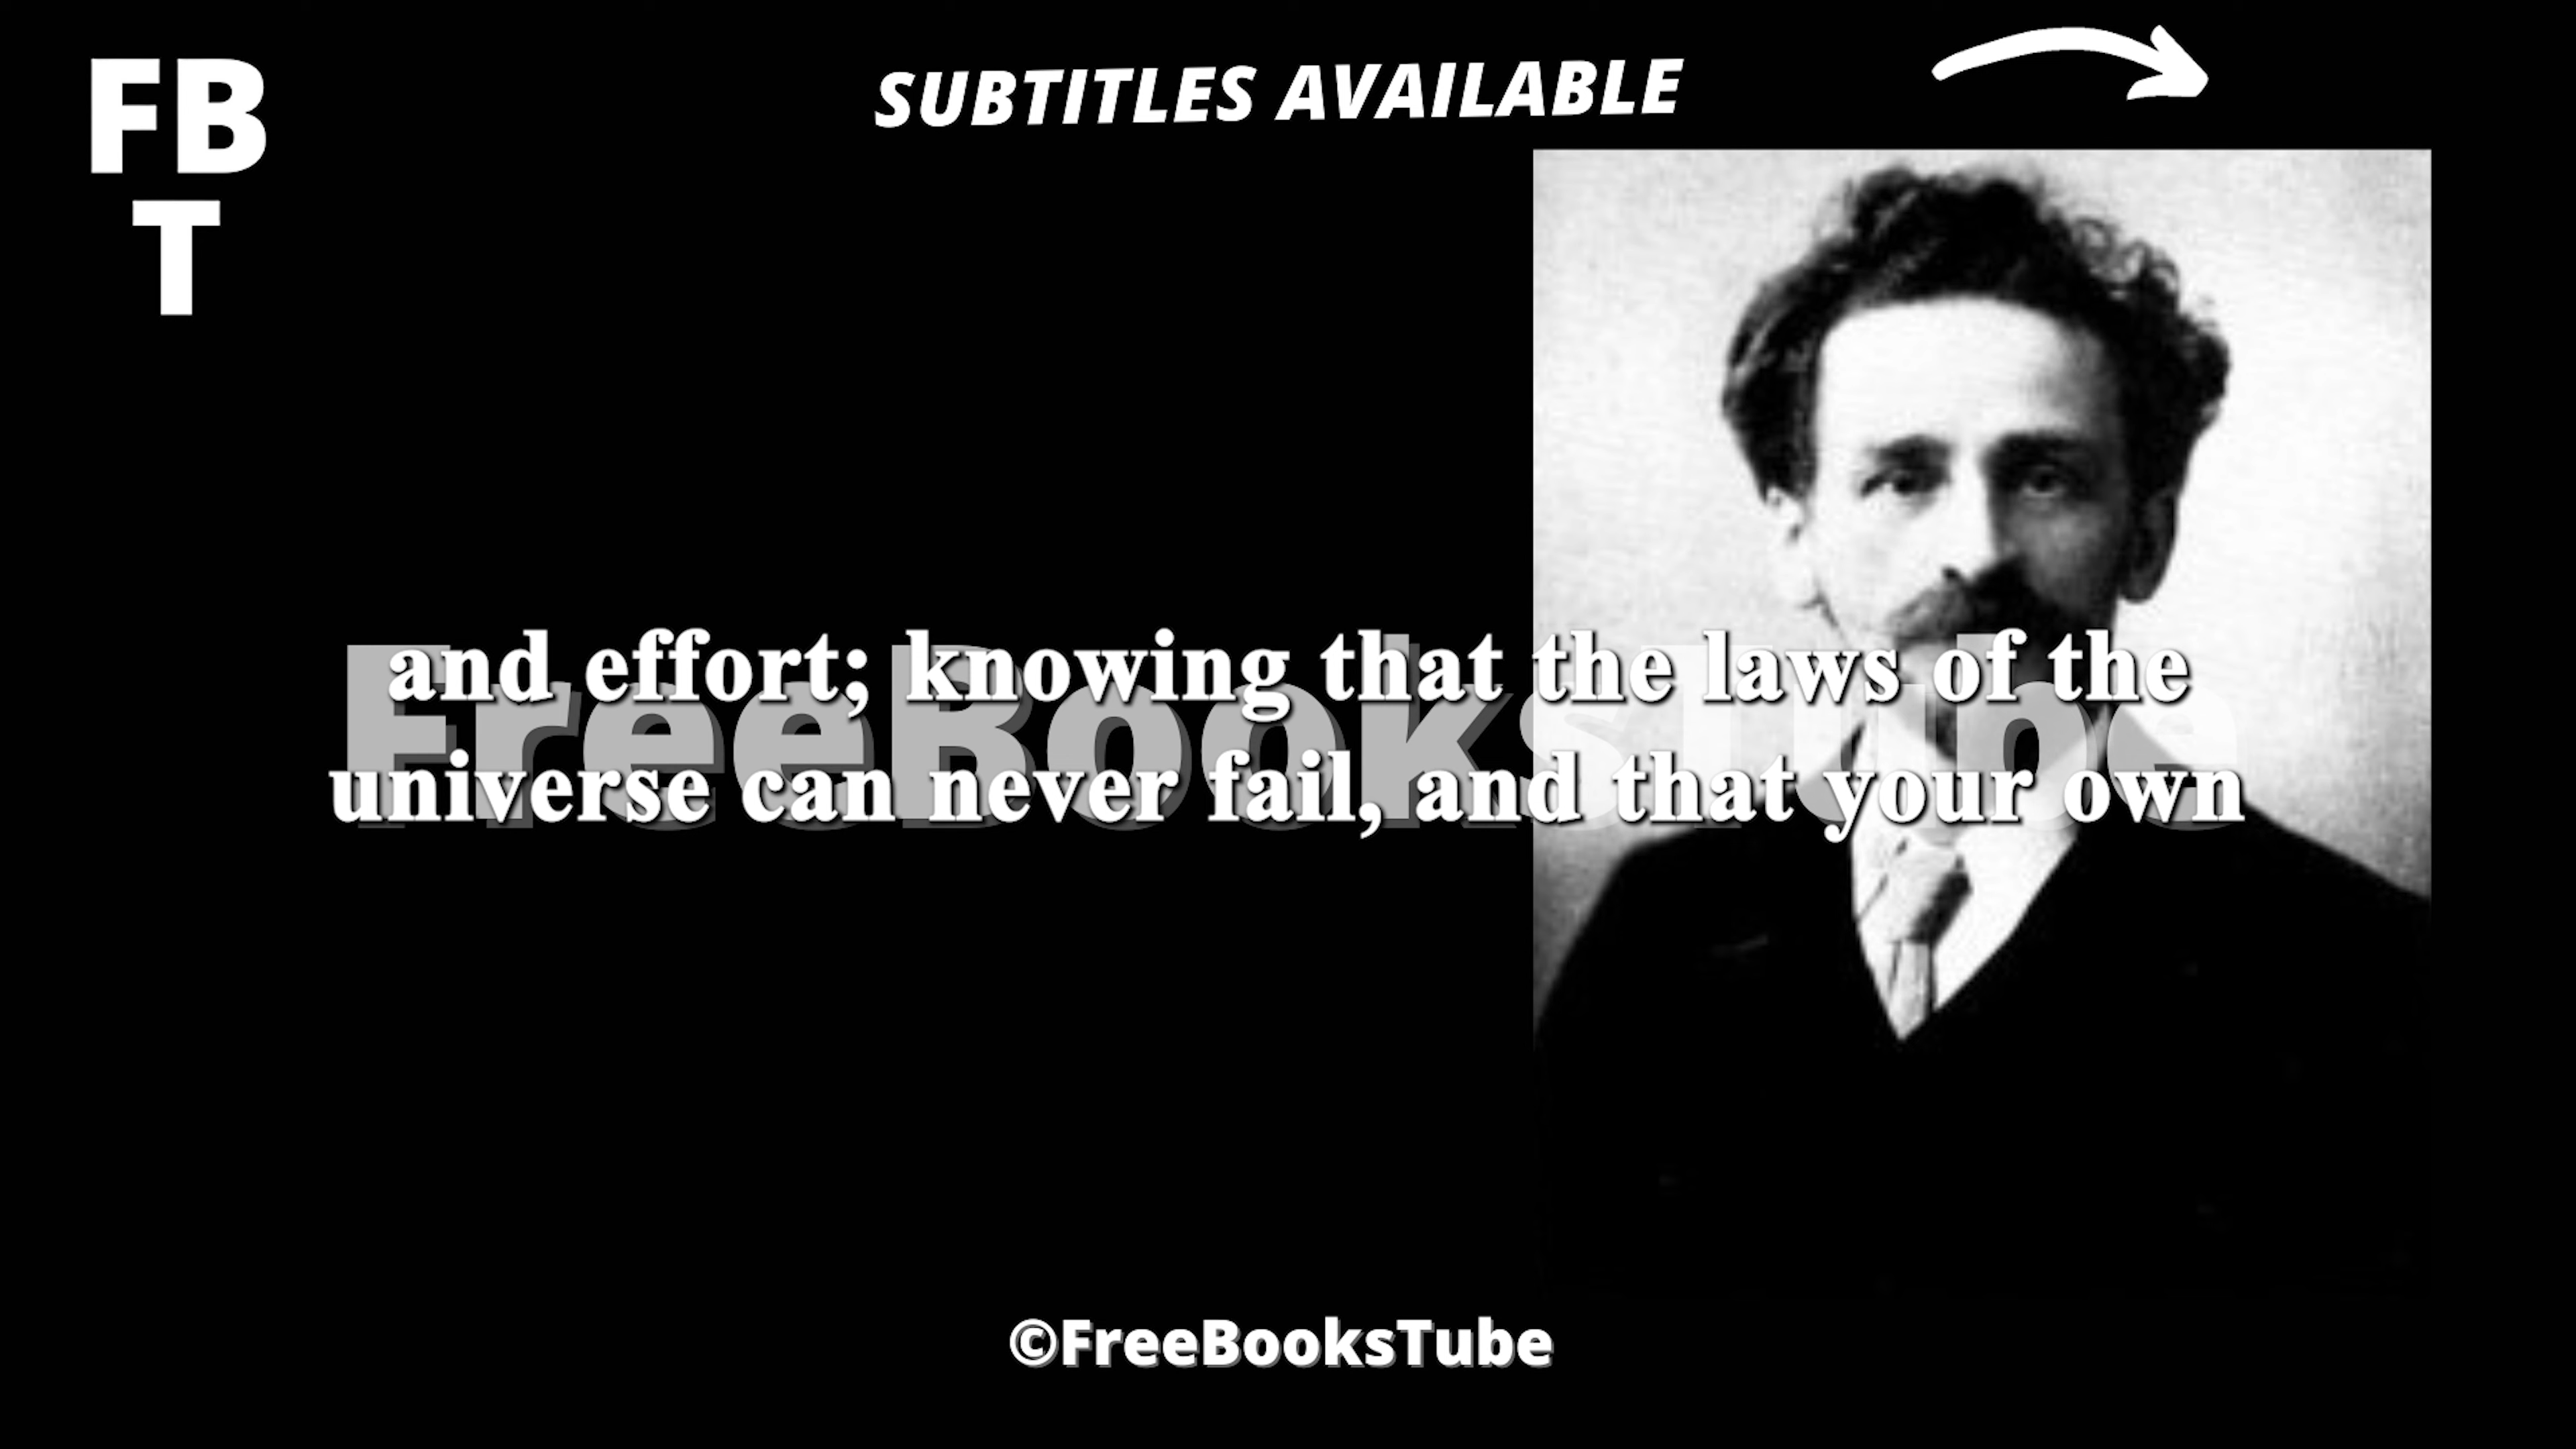 FB
T
SUBTITLES AVAILABLE
and effort; knowing that the laws of the
FreeBooksTube
universe can never fail, and that your own
©FreeBooksTube